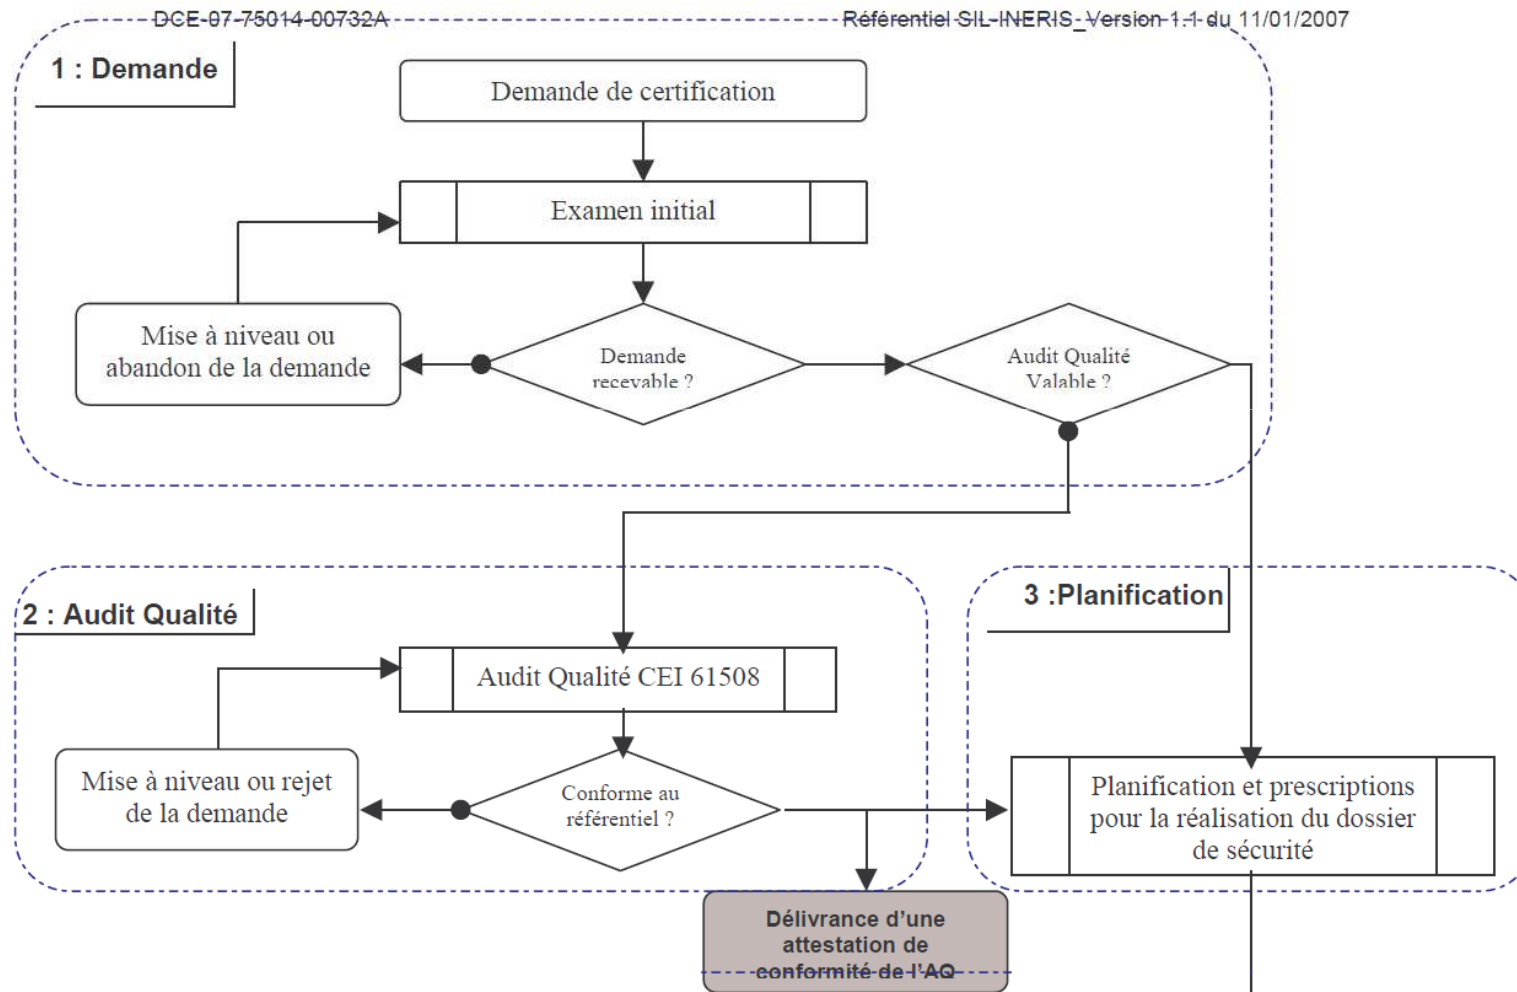 DCE-07-75014-00732A
Référentiel SIL-INERIS_Version 1.1 du 11/01/2007
1 : Demande
Demande de certification
Examen initial
Mise à niveau ou
abandon de la demande
Demande
recevable ?
Audit Qualité
Valable ?
2 : Audit Qualité
3 :Planification
Audit Qualité CEI 61508
Mise à niveau ou rejet
de la demande
Conforme au
référentiel ?
Planification et prescriptions
pour la réalisation du dossier
de sécurité
Délivrance d’une
attestation de
conformité de l’AQ